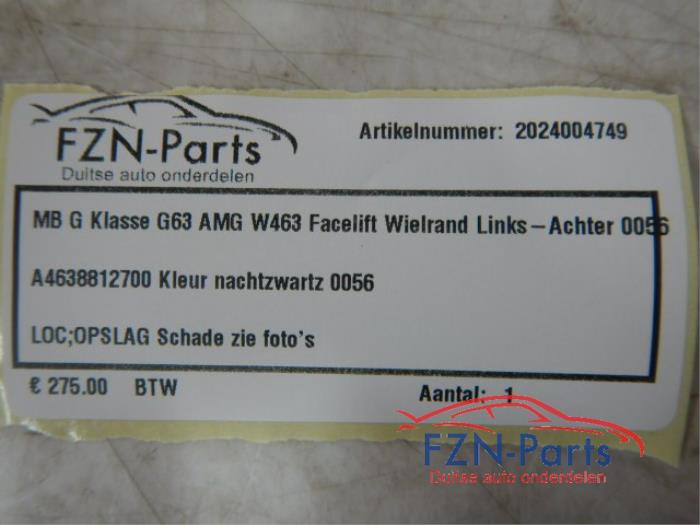 FZN-Parts
Duitse auto onderdelen
Artikelnummer: 2024004749
MB G Klasse G63 AMG W463 Facelift Wielrand Links-Achter 0056
A4638812700 Kleur nachtzwartz 0056
LOC;OPSLAG Schade zie foto's
€ 275.00 BTW
Aantal: 1
FZN-Parts
Duitse auto onderdelen